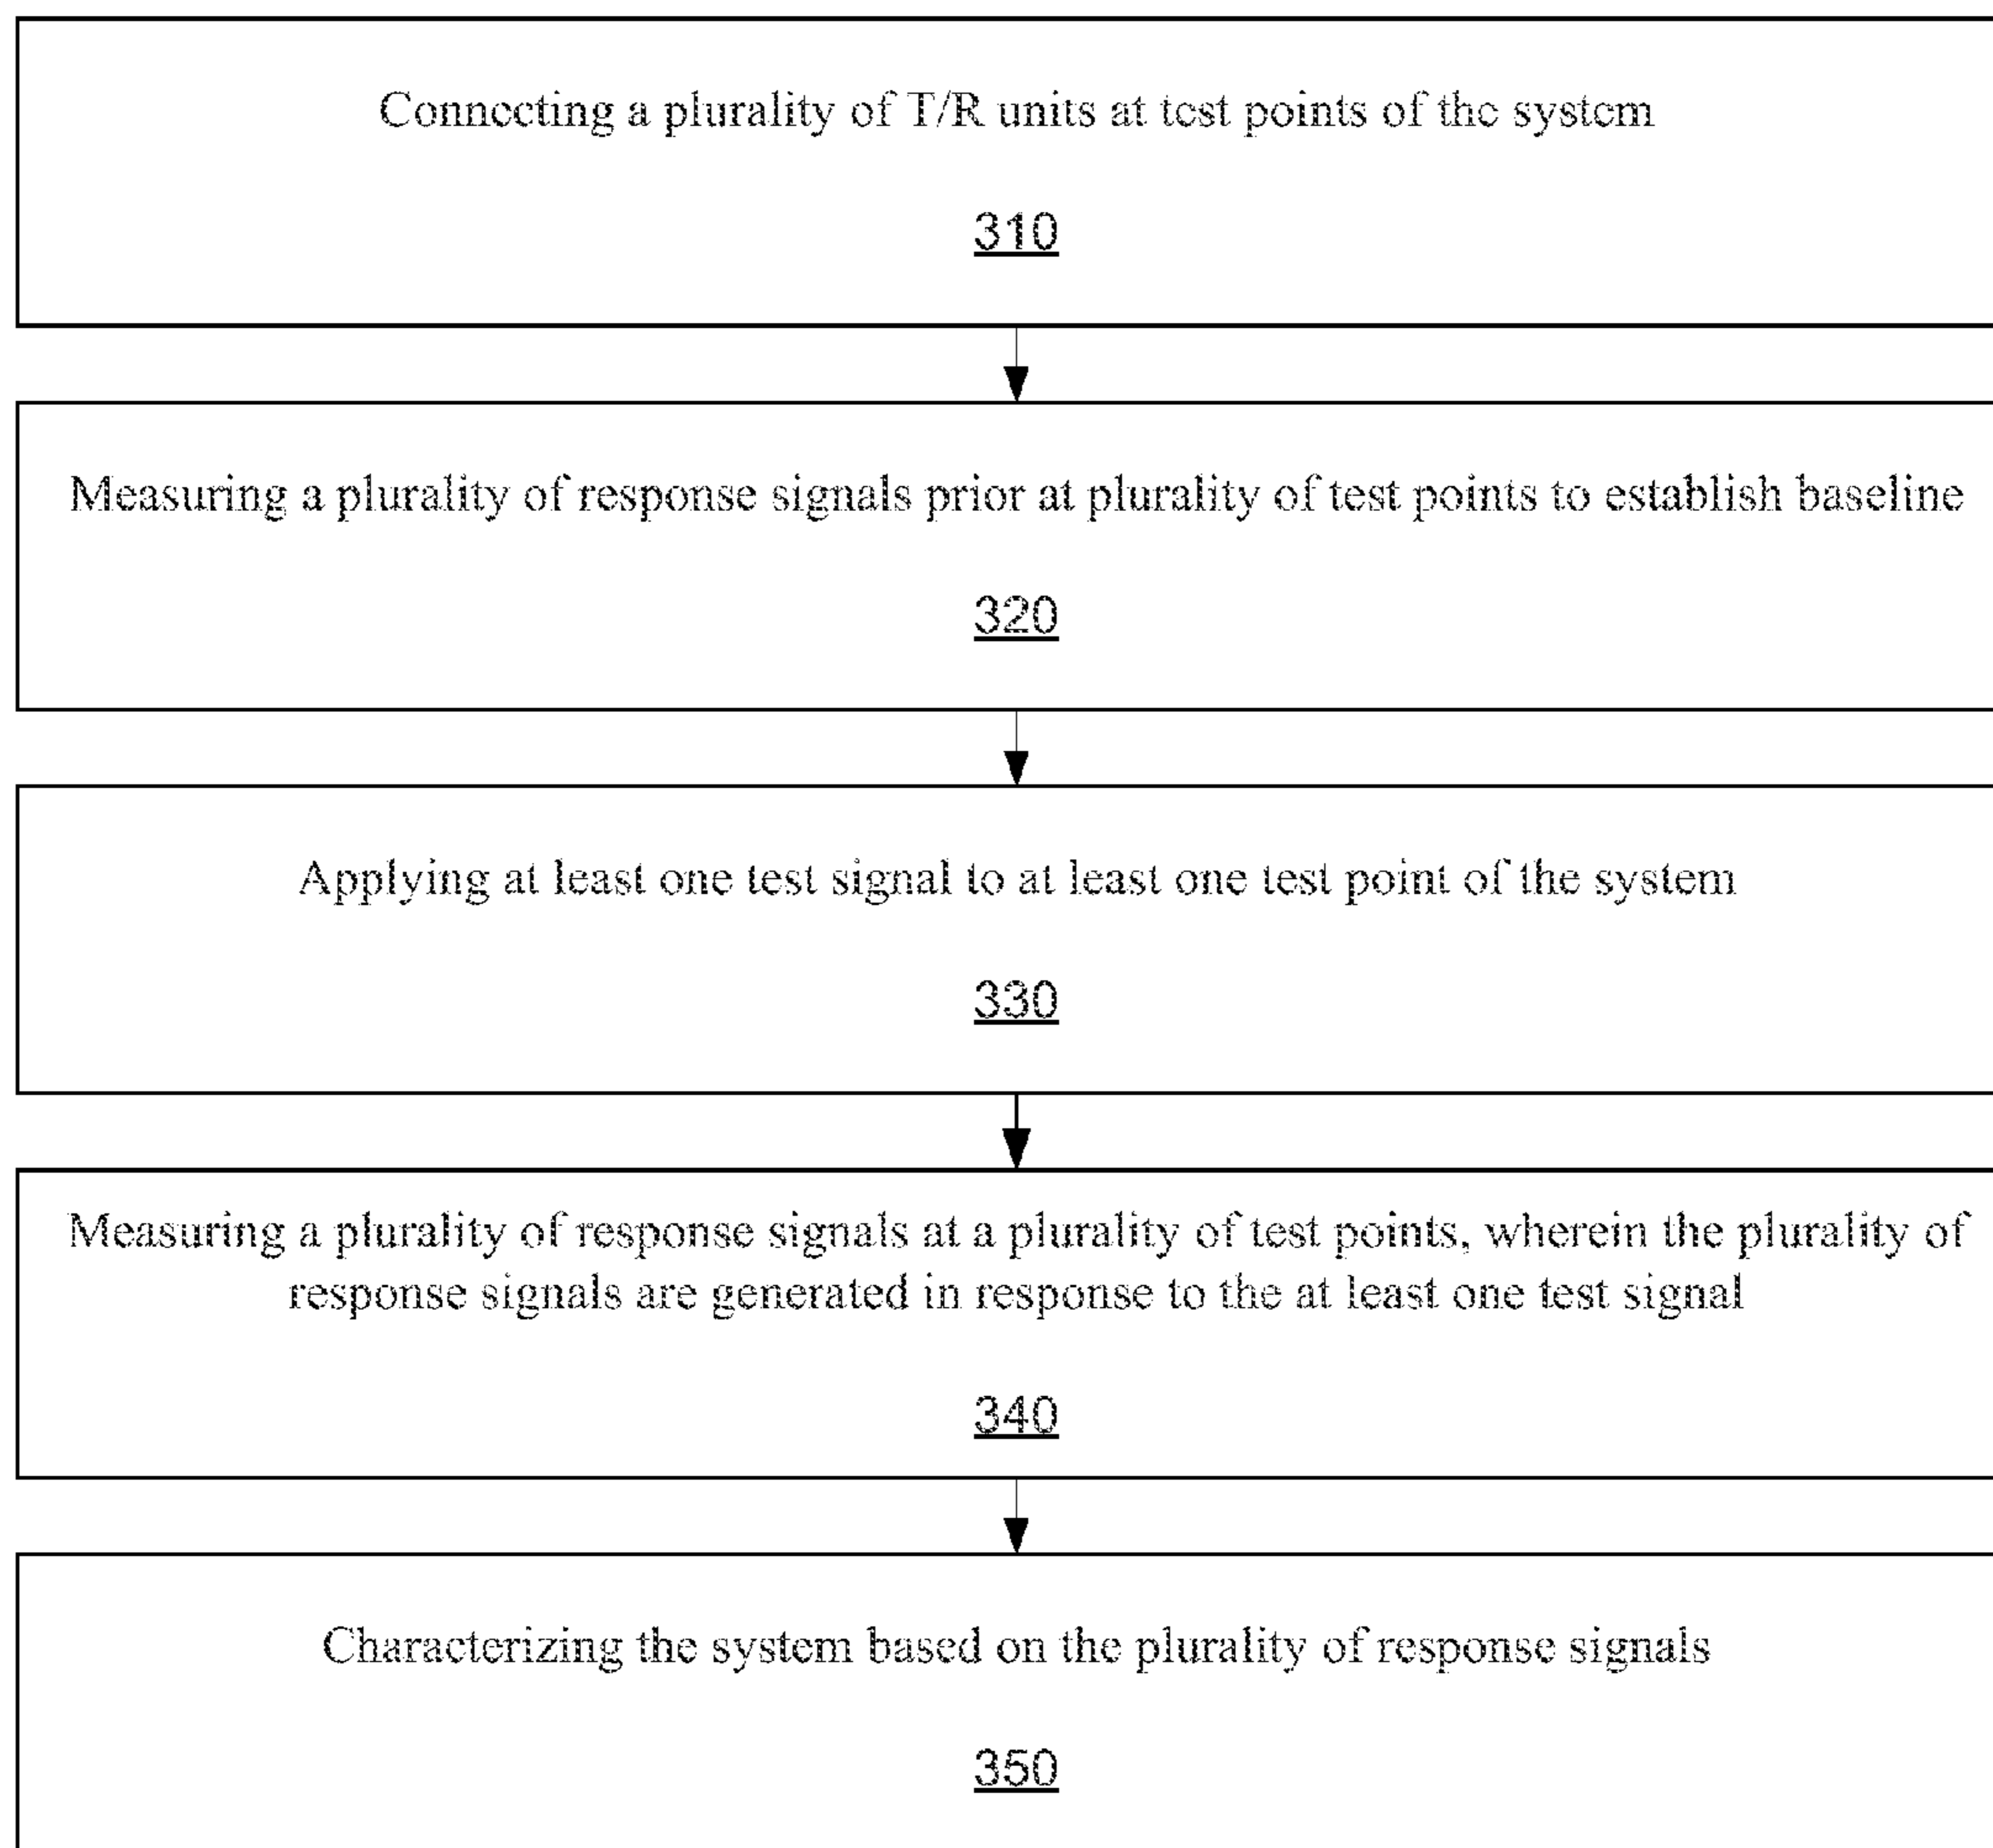 Connecting a plurality of T/R units at test points of the system
310
Measuring a plurality of response signals prior at plurality of test points to establish baseline
320
Applying at least one test signal to at least one test point of the system
330
Measuring a plurality of response signals at a plurality of test points, wherein the plurality of
response signals are generated in response to the at least one test signal
340
Characterizing the system based on the plurality of response signals
350